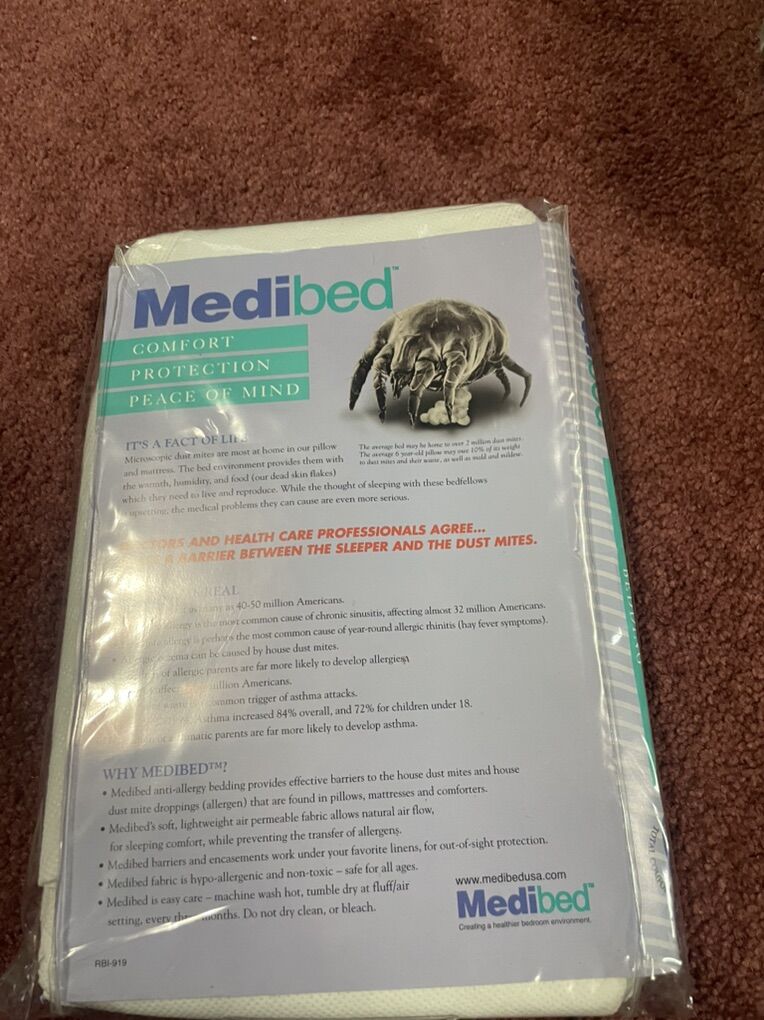 Medibed™
COMFORT
PROTECTION
PEACE OF MIND
The average bed may be home to over 2 million dust mites.
The average 6 year-old pillow may owe 10% of its weight
to dust mites and their waste, as well as mold and mildew.
IT'S A FACT OF LIFE
Microscopic dust mites are most at home in our pillow
and mattress. The bed environment provides them with
the warmth, humidity, and food (our dead skin flakes)
which they need to live and reproduce. While the thought of sleeping with these bedfellows
upsetting, the medical problems they can cause are even more serious.
DOCTORS AND HEALTH CARE PROFESSIONALS AGREE...
A BARRIER BETWEEN THE SLEEPER AND THE DUST MITES.
REAL
as many as 40-50 million Americans.
allergy is the most common cause of chronic sinusitis, affecting almost 32 million Americans.
allergy is perhaps the most common cause of year-round allergic rhinitis (hay fever symptoms).
• Allergic eczema can be caused by house dust mites.
of allergic parents are far more likely to develop allergies
million Americans.
common trigger of asthma attacks.
Asthma increased 84% overall, and 72% for children under 18.
parents are far more likely to develop asthma.
WHY MEDIBED™?
• Medibed anti-allergy bedding provides effective barriers to the house dust mites and house
dust mite droppings (allergen) that are found in pillows, mattresses and comforters.
• Medibed's soft, lightweight air permeable fabric allows natural air flow,
for sleeping comfort, while preventing the transfer of allergens.
• Medibed barriers and encasements work under your favorite linens, for out-of-sight protection.
• Medibed fabric is hypo-allergenic and non-toxic – safe for all ages.
• Medibed is easy care – machine wash hot, tumble dry at fluff/air
setting, every three months. Do not dry clean, or bleach.
www.medibedusa.com
Medibed™
Creating a healthier bedroom environment.
RBI-919